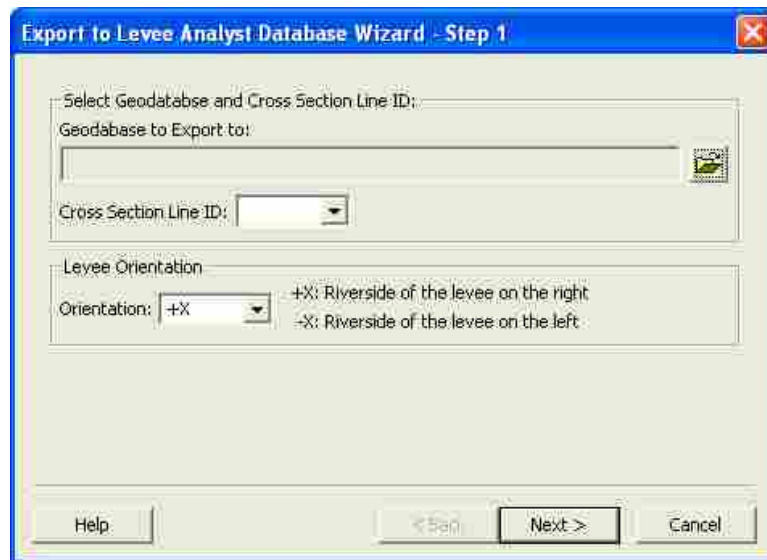 Export to Levee Analyst Database Wizard - Step 1
Select Geodatabse and Cross Section Line ID:
Geodabase to Export to:
Cross Section Line ID:
Levee Orientation
Orientation: +X
+X: Riverside of the levee on the right
-X: Riverside of the levee on the left
Help
< Back
Next >
Cancel